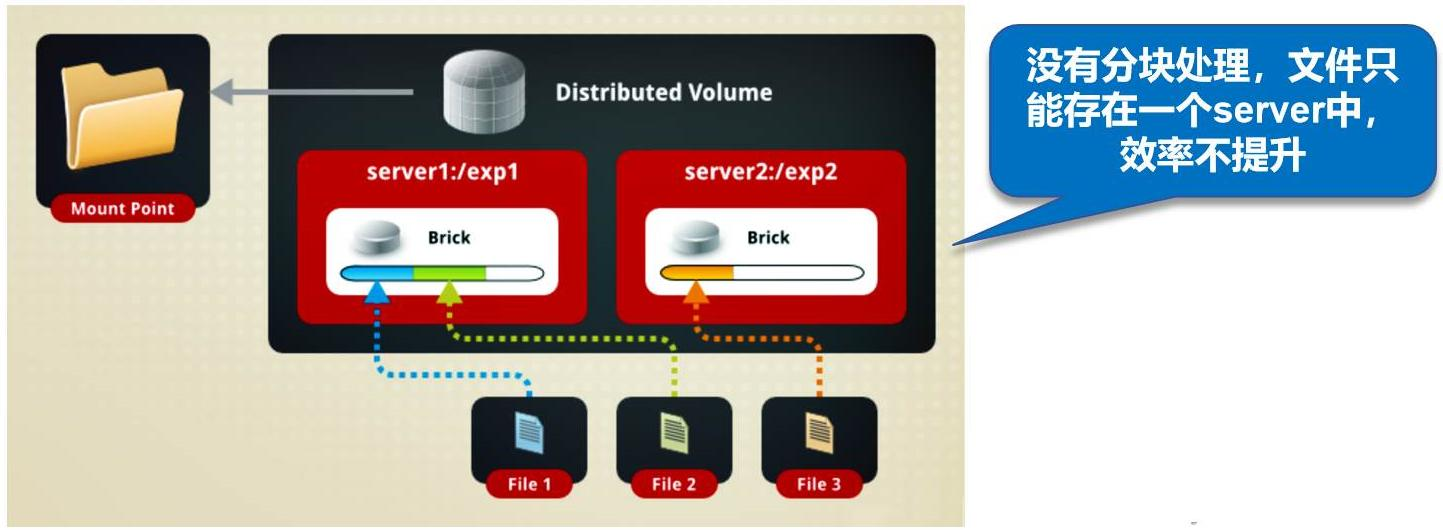 Distributed Volume
没有分块处理，文件只
能存在一个server中，
效率不提升
server1:/exp1
server2:/exp2
Mount Point
Brick
Brick
File 1
File 2
File 3